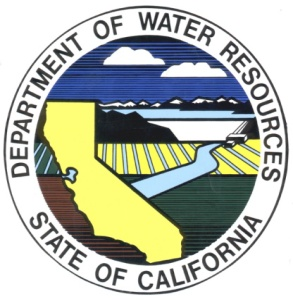 DEPARTMENT OF WATER RESOURCES
STATE OF CALIFORNIA